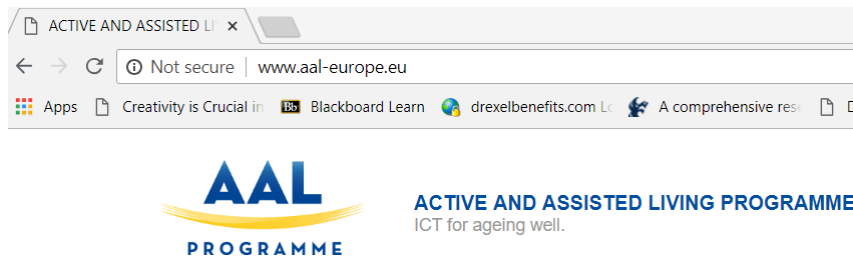 ACTIVE AND ASSISTED LI
Not secure www.aal-europe.eu
Apps Creativity is Crucial in Bb Blackboard Learn drexelbenefits.com Lo A comprehensive rese D
AAL
PROGRAMME
ACTIVE AND ASSISTED LIVING PROGRAMME
ICT for ageing well.